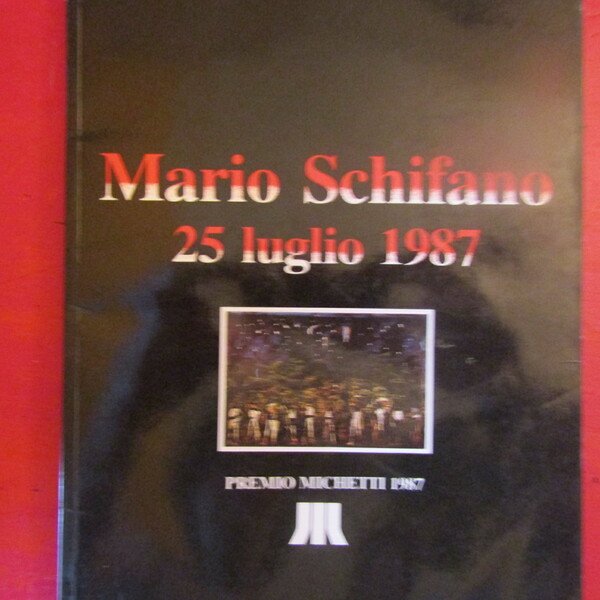 Mario Schifano
25 luglio 1987
PREMIO MICHETTI 1987